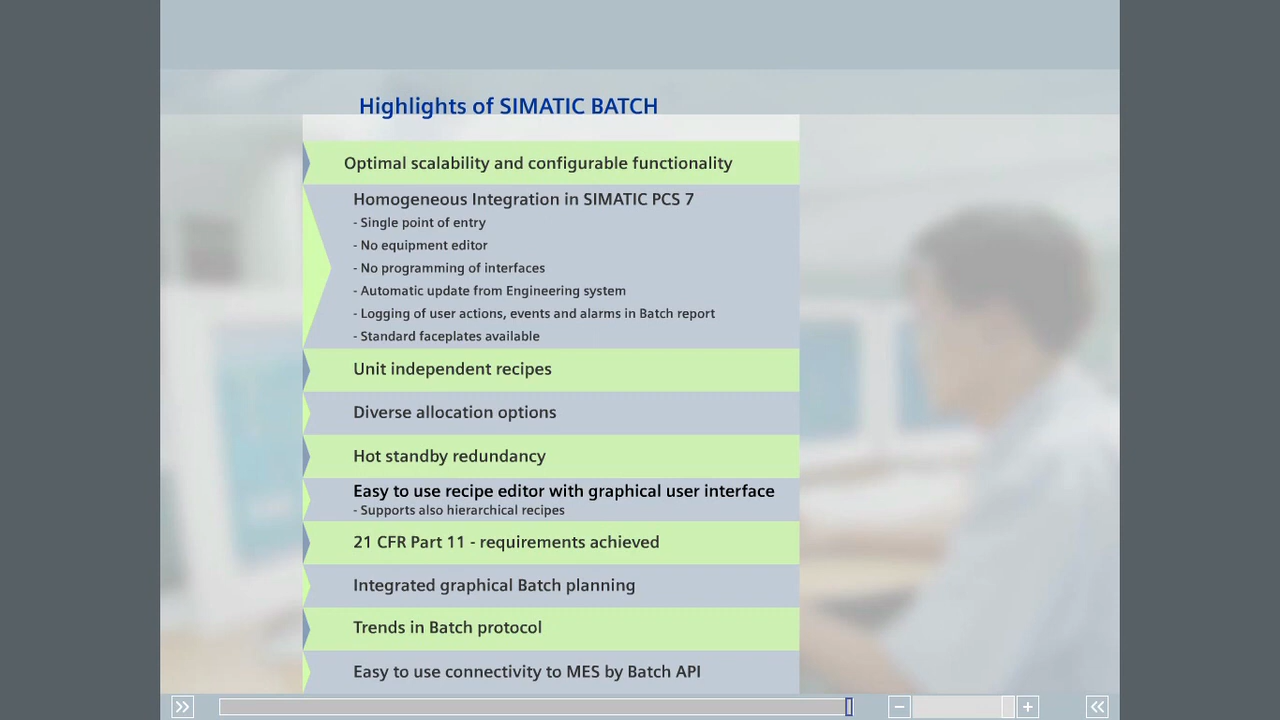 Highlights of SIMATIC BATCH
Optimal scalability and configurable functionality
Homogeneous Integration in SIMATIC PCS 7
- Single point of entry
- No equipment editor
- No programming of interfaces
- Automatic update from Engineering system
- Logging of user actions, events and alarms in Batch report
- Standard faceplates available
Unit independent recipes
Diverse allocation options
Hot standby redundancy
Easy to use recipe editor with graphical user interface
- Supports also hierarchical recipes
21 CFR Part 11 - requirements achieved
Integrated graphical Batch planning
Trends in Batch protocol
Easy to use connectivity to MES by Batch API